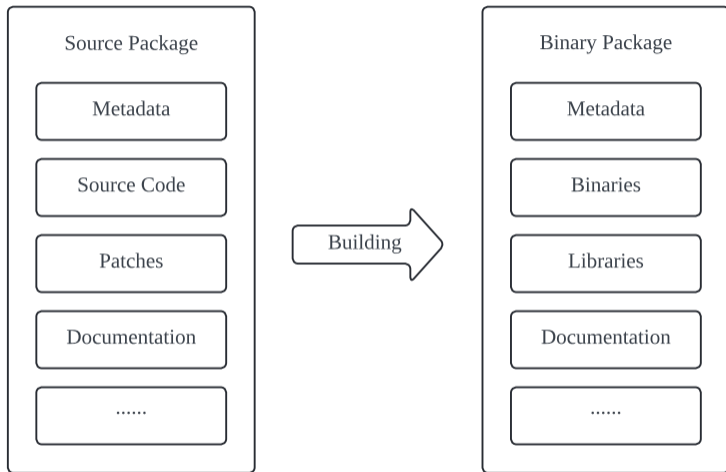 Source Package
Metadata
Source Code
Patches
Documentation
......
Building
Binary Package
Metadata
Binaries
Libraries
Documentation
......